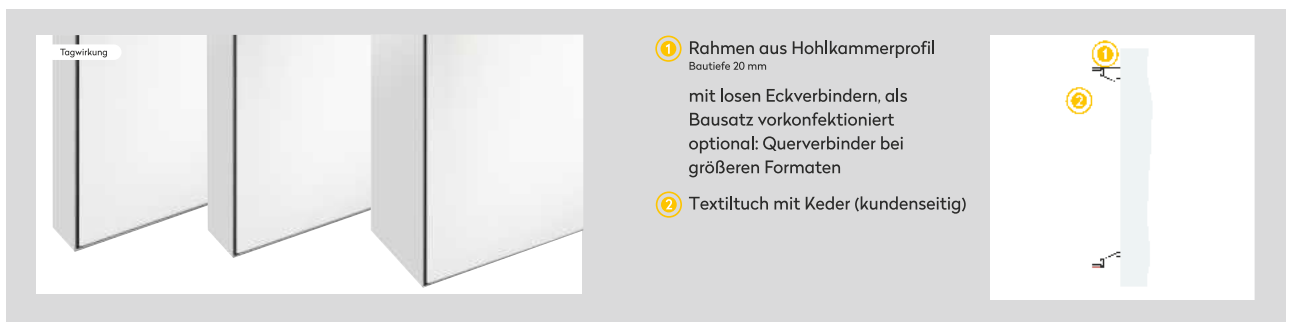 Tagwirkung
1 Rahmen aus Hohlkammerprofil
Bautiefe 20 mm
mit losen Eckverbindern, als
Bausatz vorkonfektioniert
optional: Querverbinder bei
größeren Formaten
2 Textiltuch mit Keder (kundenseitig)
1
2